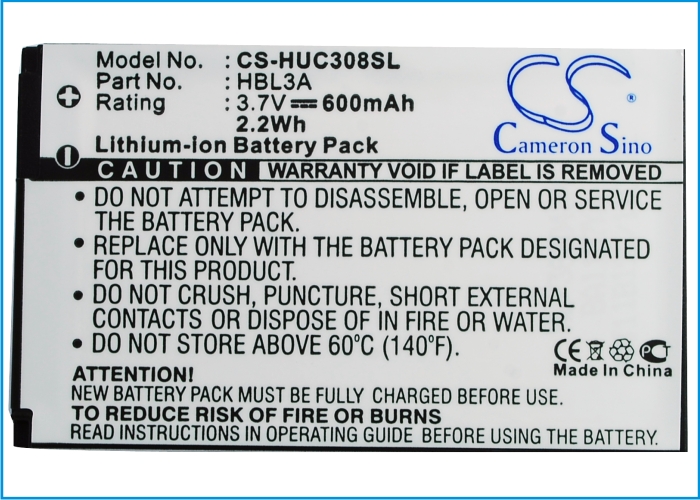 Model No. : CS-HUC308SL
Part No. : HBL3A
Rating : 3.7V 600mAh
2.2Wh
Lithium-ion Battery Pack
CS ®
Cameron Sino
CAUTION WARRANTY VOID IF LABEL IS REMOVED
• DO NOT ATTEMPT TO DISASSEMBLE, OPEN OR SERVICE
THE BATTERY PACK.
• REPLACE ONLY WITH THE BATTERY PACK DESIGNATED
FOR THIS EQUIPMENT.
• DO NOT CRUSH, PUNCTURE, SHORT EXTERNAL
CONTACTS OR DISPOSE OF IN FIRE OR WATER.
• DO NOT STORE ABOVE 60°C (140°F).
CE PCT
Made In China
ATTENTION!
NEW BATTERY PACK MUST BE FULLY CHARGED BEFORE USE.
TO REDUCE RISK OF FIRE OR BURNS
READ INSTRUCTIONS IN OPERATING GUIDE BEFORE USING THE BATTERY.